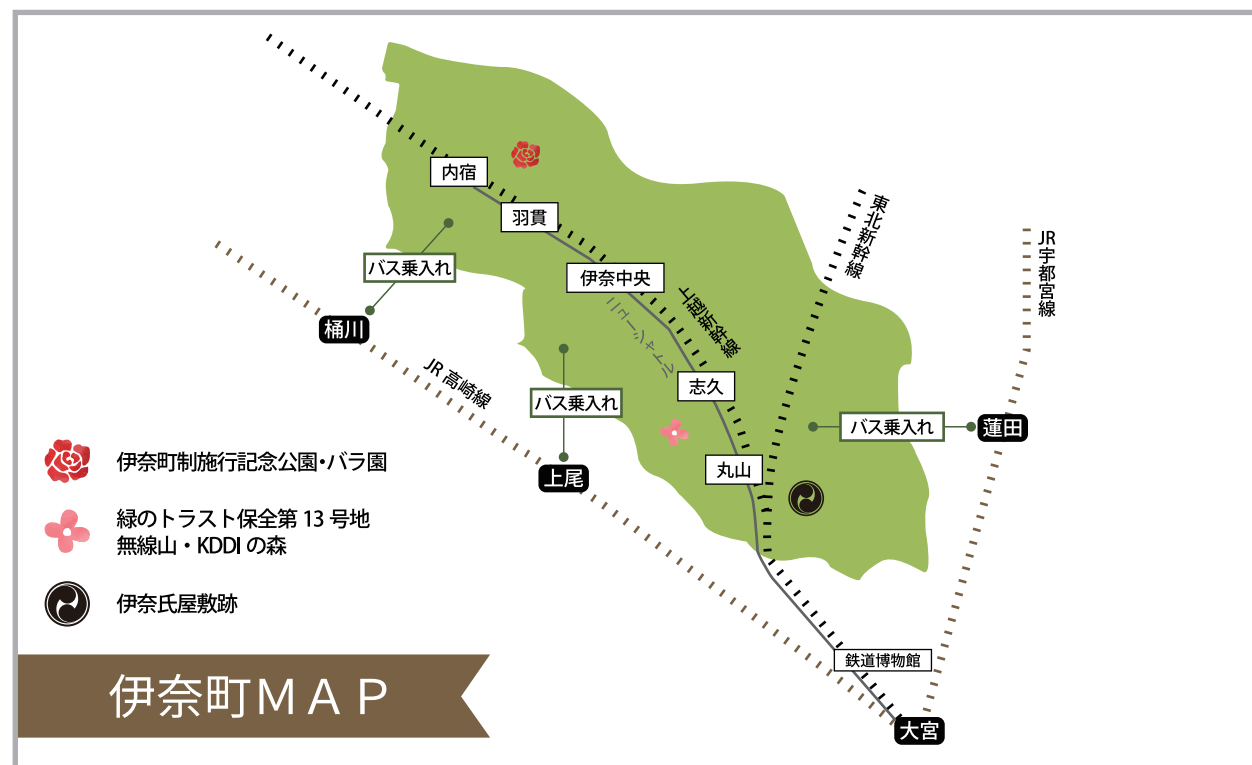 内宿
羽貫
バス乗入れ
伊奈中央
東北新幹線
JR宇都宮線
上越新幹線
ニューシャトル
桶川
JR高崎線
志久
バス乗入れ
バス乗入れ
蓮田
丸山
上尾
伊奈町制施行記念公園・バラ園
緑のトラスト保全第 13 号地
無線山・KDDI の森
伊奈氏屋敷跡
鉄道博物館
大宮
伊奈町ＭＡＰ